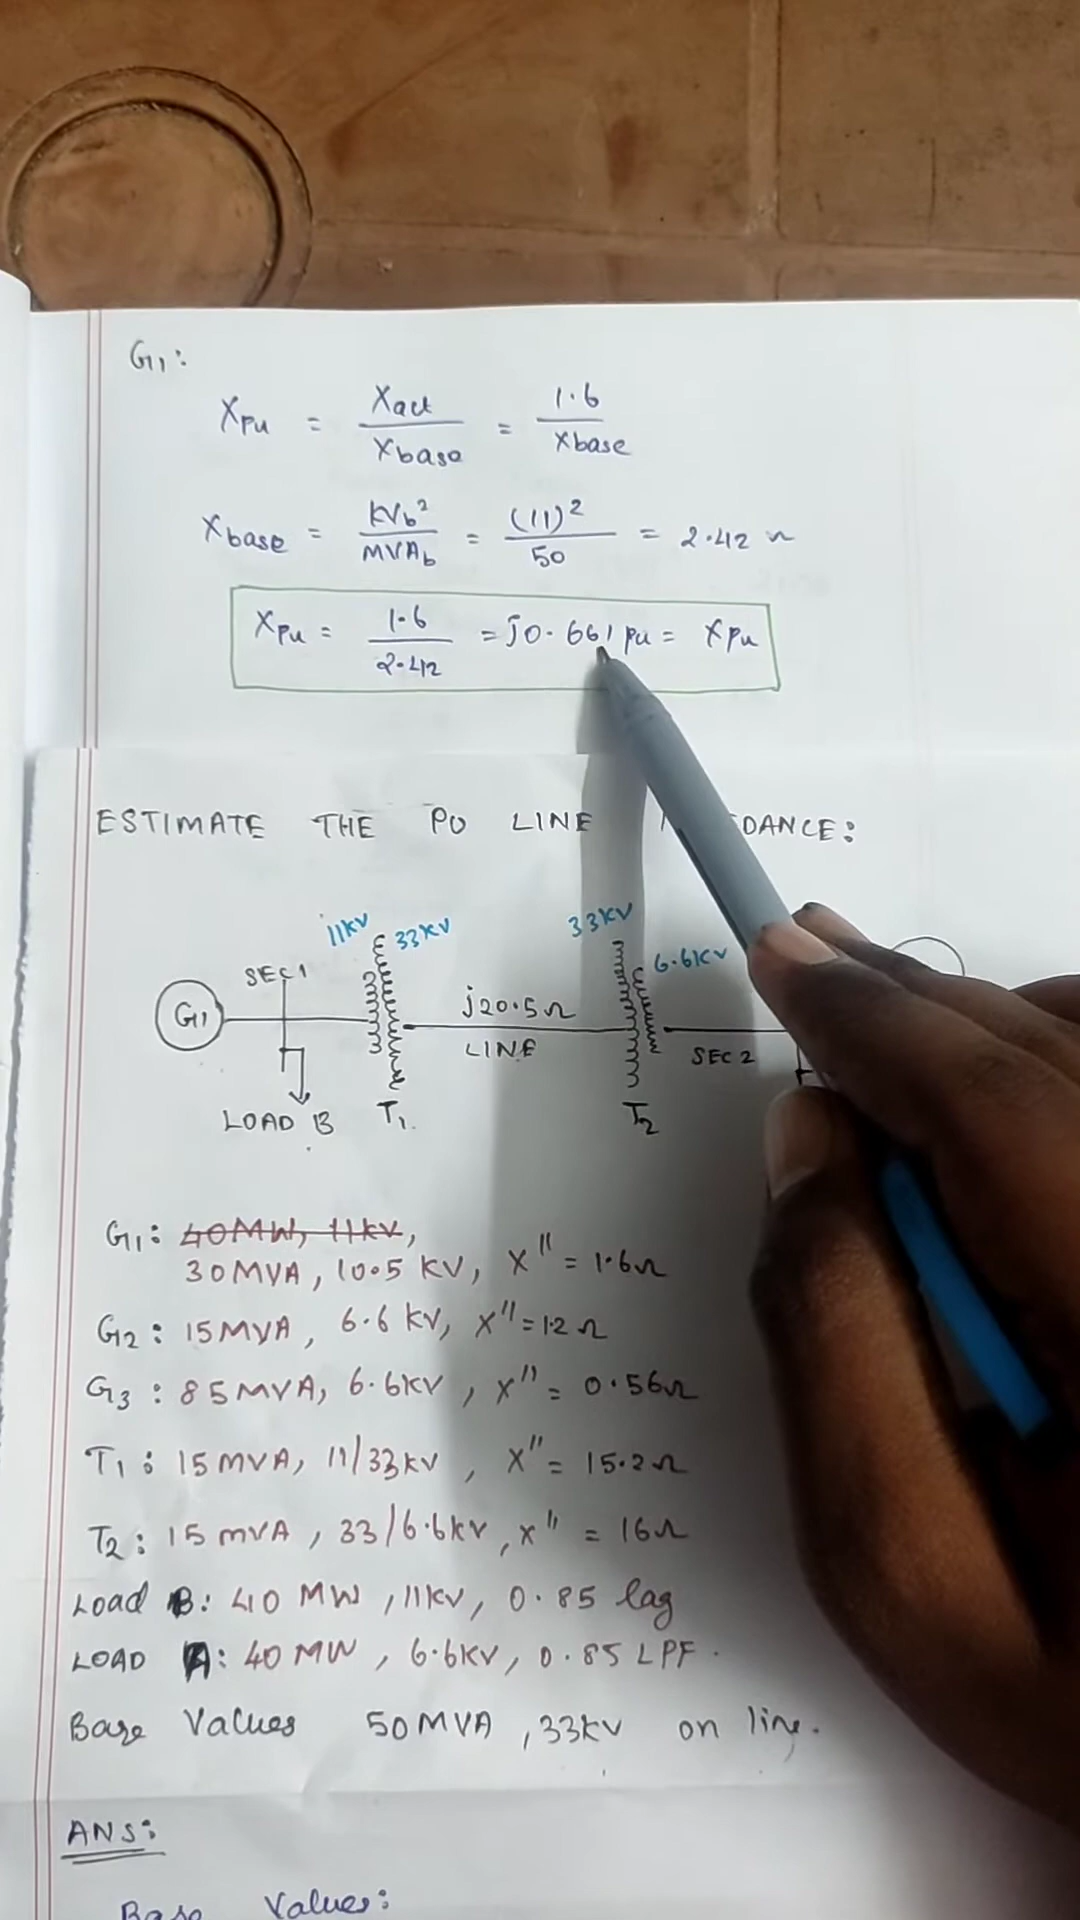 G1:
Xpu = Xact / Xbase = 1.6 / Xbase
Xbase = KVb² / MVAb = (11)² / 50 = 2.42 Ω
Xpu = 1.6 / 2.42 = j0.661 pu = Xpu
ESTIMATE THE PU LINE DANCE:
11KV 33KV 33KV 6.6KV
G1 SEC 1 j20.5Ω
LINE SEC 2
LOAD B T1 T2
G1: 40MW, 11KV,
30MVA, 10.5 KV, X" = 1.6Ω
G2: 15MVA, 6.6 KV, X" = 1.2 Ω
G3: 85MVA, 6.6KV, X" = 0.56Ω
T1: 15MVA, 11/33KV, X" = 15.2Ω
T2: 15 MVA, 33/6.6KV, X" = 16Ω
Load B: 40 MW, 11KV, 0.85 lag
LOAD A: 40 MW, 6.6KV, 0.85 LPF.
Base Values 50MVA, 33KV on line.
ANS:
Base Values: